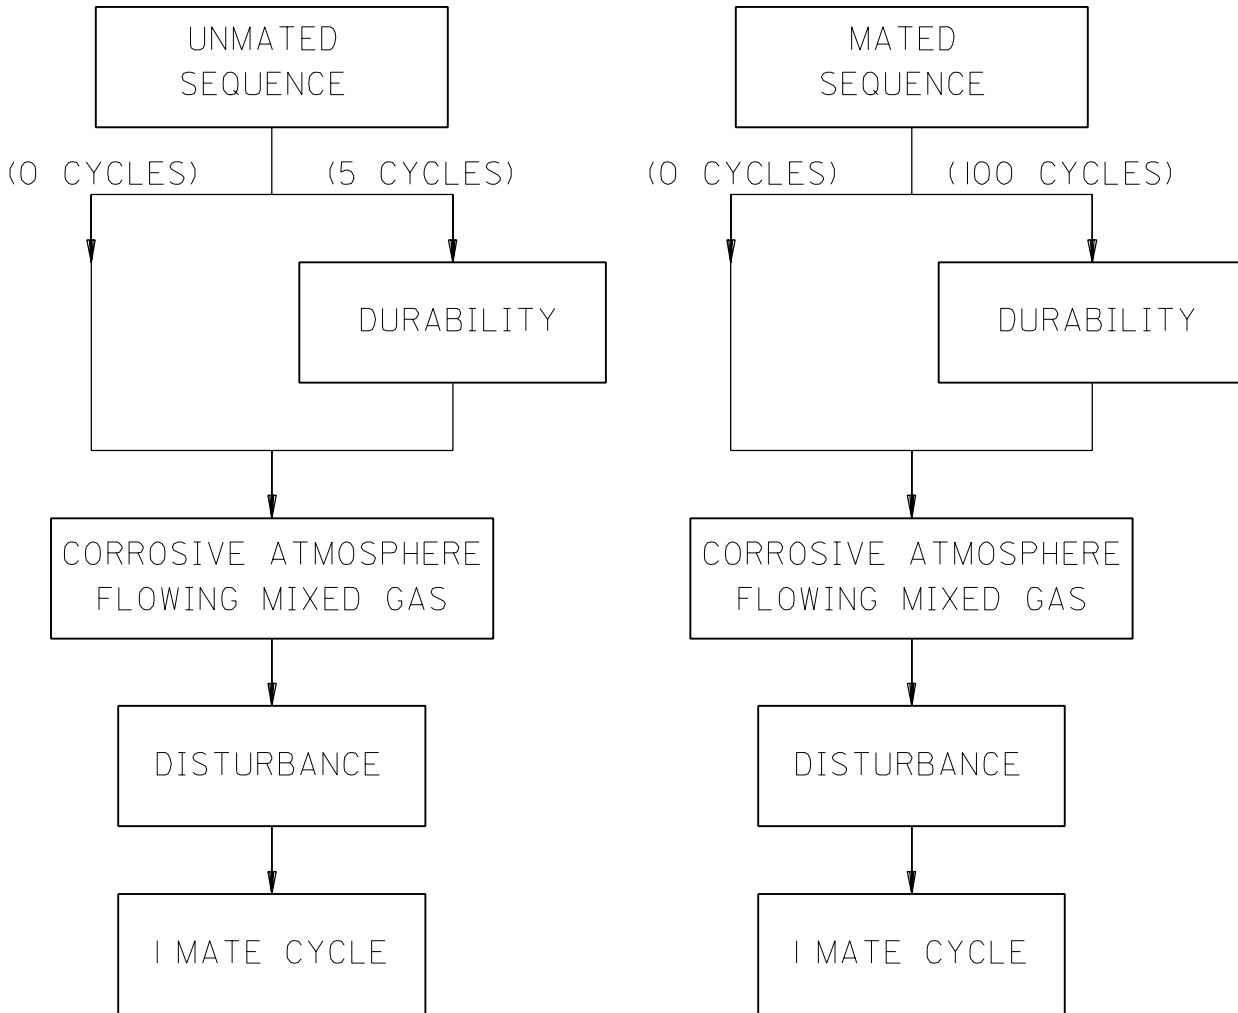 UNMATED
SEQUENCE
(0 CYCLES)
(5 CYCLES)
DURABILITY
CORROSIVE ATMOSPHERE
FLOWING MIXED GAS
DISTURBANCE
1 MATE CYCLE
MATED
SEQUENCE
(0 CYCLES)
(100 CYCLES)
DURABILITY
CORROSIVE ATMOSPHERE
FLOWING MIXED GAS
DISTURBANCE
1 MATE CYCLE